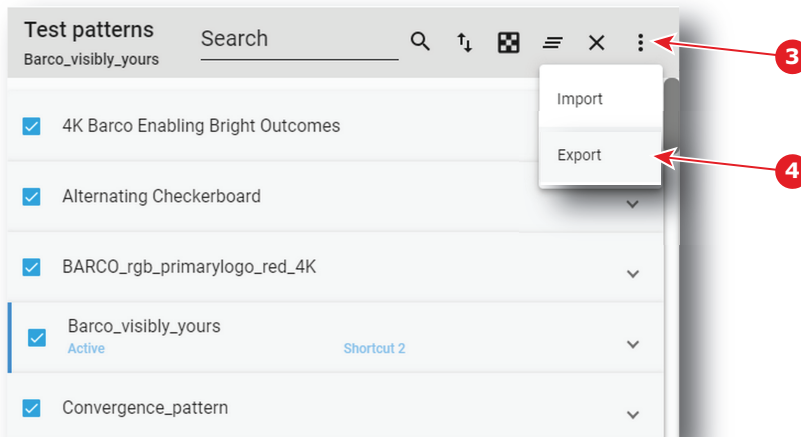 Test patterns
Barco_visibly_yours
Search
3
Import
Export
4
4K Barco Enabling Bright Outcomes
Alternating Checkerboard
BARCO_rgb_primarylogo_red_4K
Barco_visibly_yours
Active Shortcut 2
Convergence_pattern